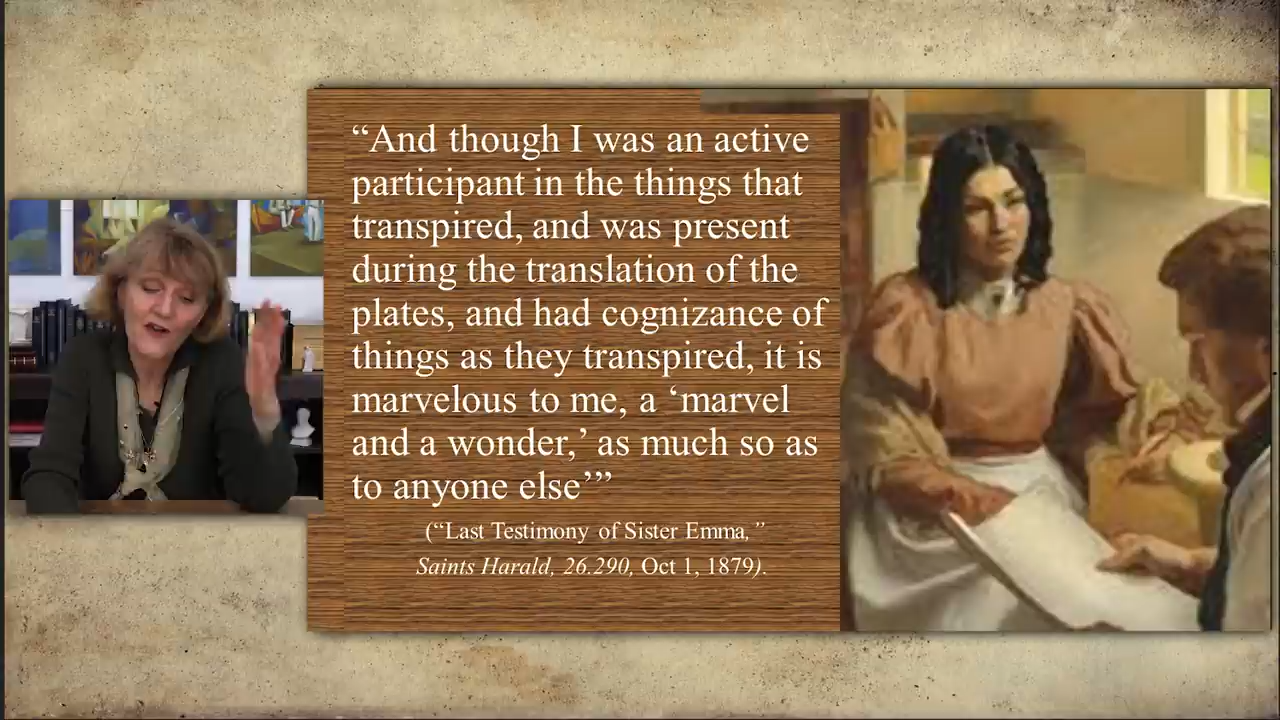 “And though I was an active
participant in the things that
transpired, and was present
during the translation of the
plates, and had cognizance of
things as they transpired, it is
marvelous to me, a ‘marvel
and a wonder,’ as much so as
to anyone else’”
(“Last Testimony of Sister Emma,”
Saints Harald, 26.290, Oct 1, 1879).